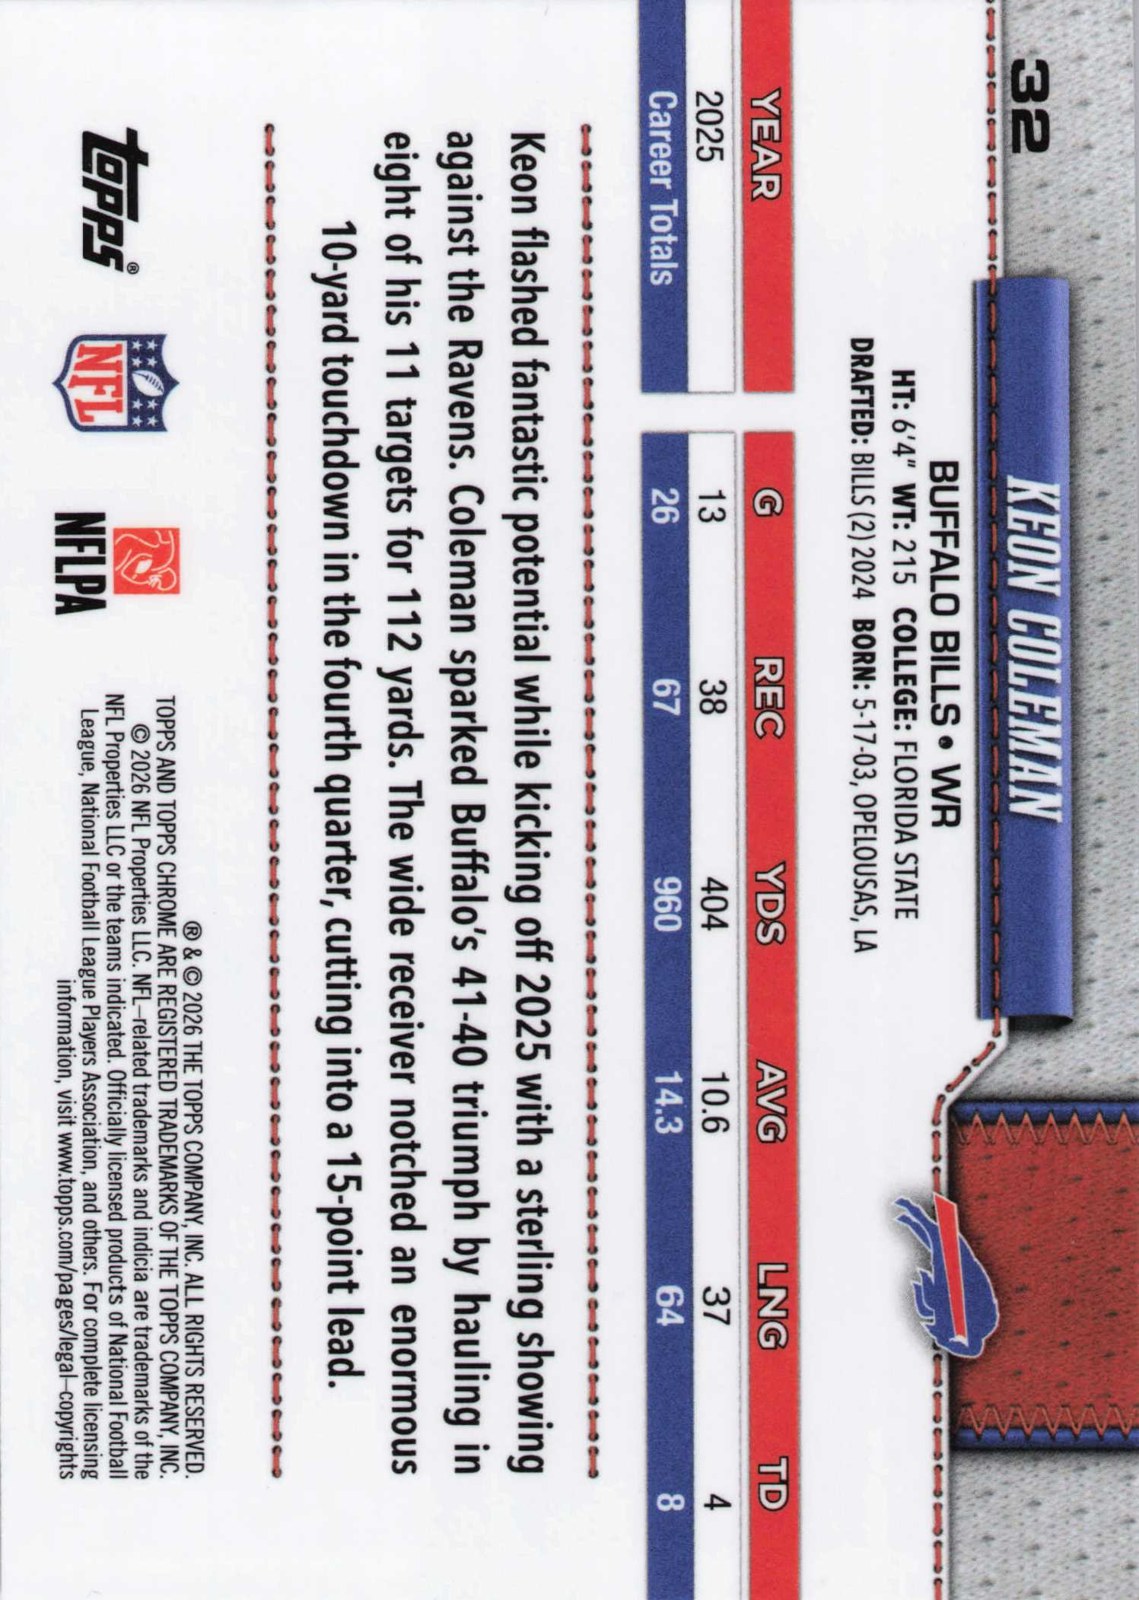 32
KEON COLEMAN
BUFFALO BILLS • WR
HT: 6'4" WT: 215 COLLEGE: FLORIDA STATE
DRAFTED: BILLS (2) 2024 BORN: 5-17-03, OPELOUSAS, LA
YEAR G REC YDS AVG LNG TD
2025 13 38 404 10.6 37 4
Career Totals 26 67 960 14.3 64 8
Keon flashed fantastic potential while kicking off 2025 with a sterling showing
against the Ravens. Coleman sparked Buffalo's 41-40 triumph by hauling in
eight of his 11 targets for 112 yards. The wide receiver notched an enormous
10-yard touchdown in the fourth quarter, cutting into a 15-point lead.
topps®
NFL
NFLPA
® & © 2026 THE TOPPS COMPANY, INC. ALL RIGHTS RESERVED.
TOPPS AND TOPPS CHROME ARE REGISTERED TRADEMARKS OF THE TOPPS COMPANY, INC.
© 2026 NFL Properties LLC. NFL-related trademarks and indicia are trademarks of the
NFL Properties LLC or the teams indicated. Officially licensed products of National Football
League, National Football League Players Association, and others. For complete licensing
information, visit www.topps.com/pages/legal-copyrights